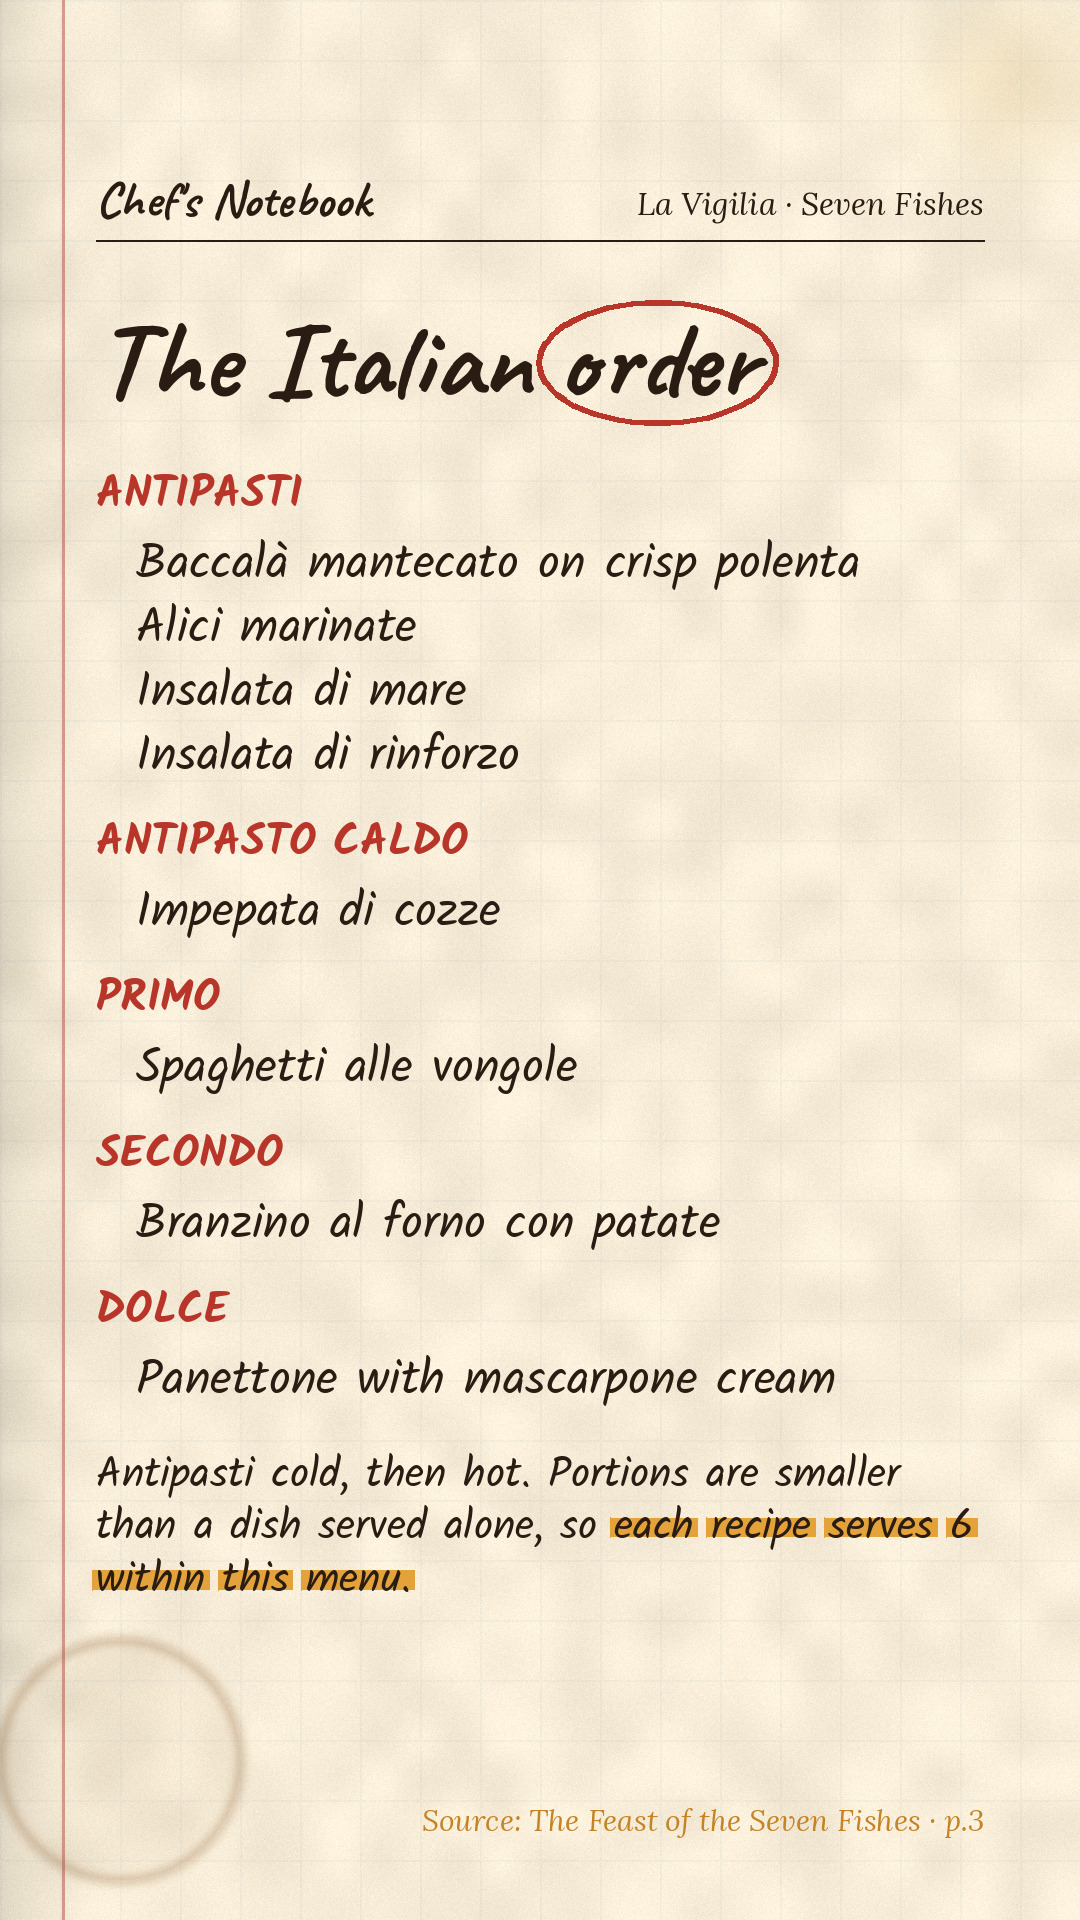 Chef's Notebook
La Vigilia · Seven Fishes
The Italian order
ANTIPASTI
Baccalà mantecato on crisp polenta
Alici marinate
Insalata di mare
Insalata di rinforzo
ANTIPASTO CALDO
Impepata di cozze
PRIMO
Spaghetti alle vongole
SECONDO
Branzino al forno con patate
DOLCE
Panettone with mascarpone cream
Antipasti cold, then hot. Portions are smaller
than a dish served alone, so each recipe serves 6
within this menu.
Source: The Feast of the Seven Fishes · p.3